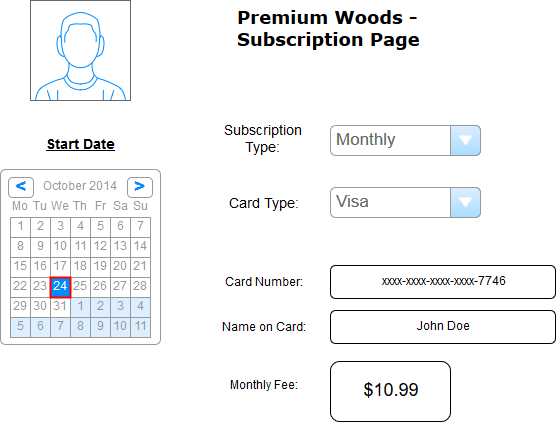 Premium Woods -
Subscription Page
Start Date
< October 2014 >
Mo Tu We Th Fr Sa Su
1 2 3 4 5 6 7
8 9 10 11 12 13 14
15 16 17 18 19 20 21
22 23 24 25 26 27 28
29 30 31 1 2 3 4
5 6 7 8 9 10 11
Subscription
Type:
Monthly
Card Type:
Visa
Card Number:
xxxx-xxxx-xxxx-xxxx-7746
Name on Card:
John Doe
Monthly Fee:
$10.99